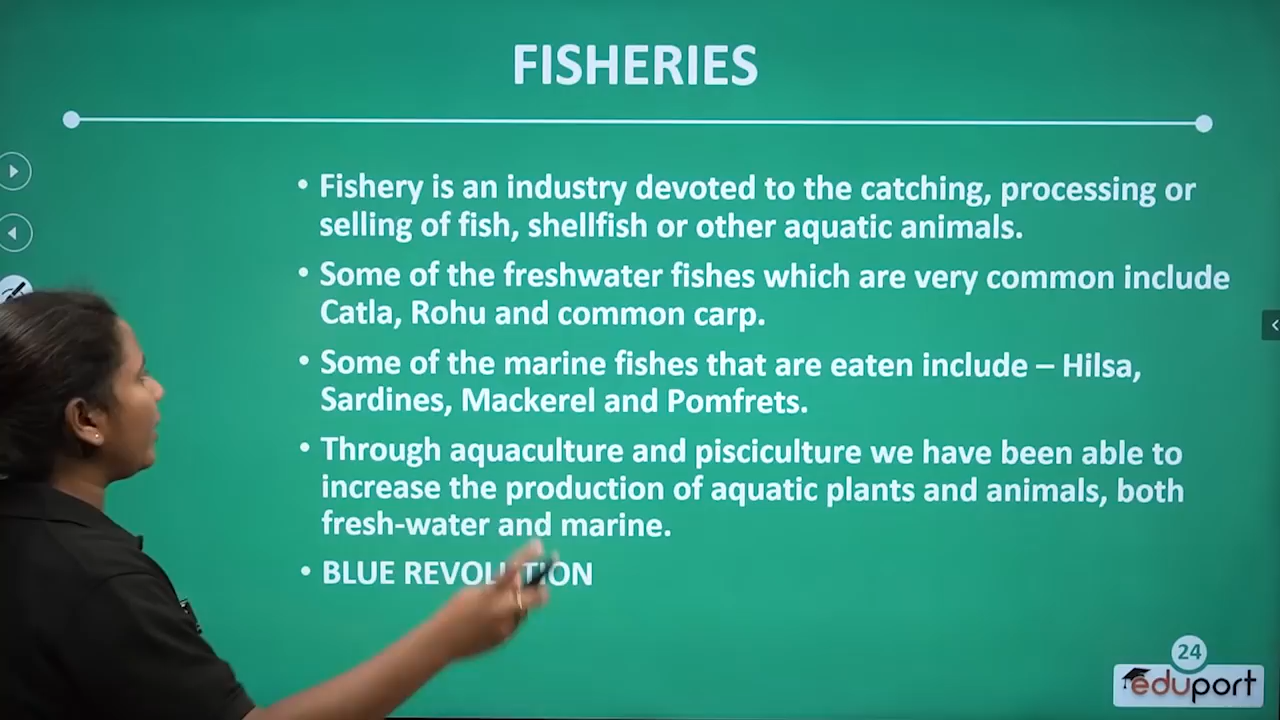 FISHERIES
• Fishery is an industry devoted to the catching, processing or
selling of fish, shellfish or other aquatic animals.
• Some of the freshwater fishes which are very common include
Catla, Rohu and common carp.
• Some of the marine fishes that are eaten include – Hilsa,
Sardines, Mackerel and Pomfrets.
• Through aquaculture and pisciculture we have been able to
increase the production of aquatic plants and animals, both
fresh-water and marine.
• BLUE REVOLUTION
24
eduport